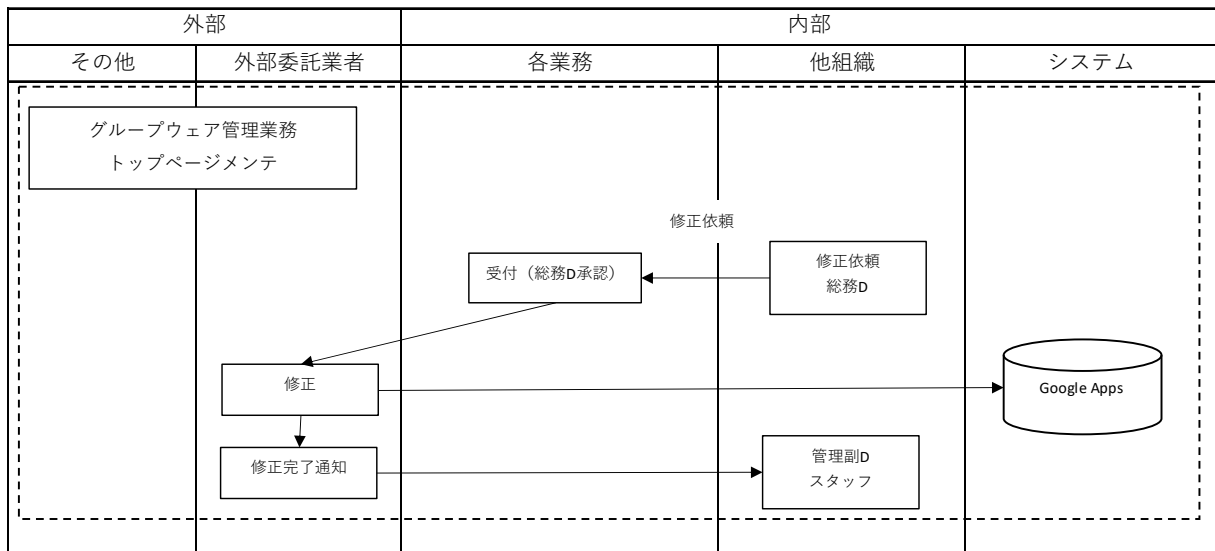 外部
内部
その他
外部委託業者
各業務
他組織
システム
グループウェア管理業務
トップページメンテ
修正依頼
受付（総務D承認）
修正依頼
総務D
修正
Google Apps
修正完了通知
管理副D
スタッフ